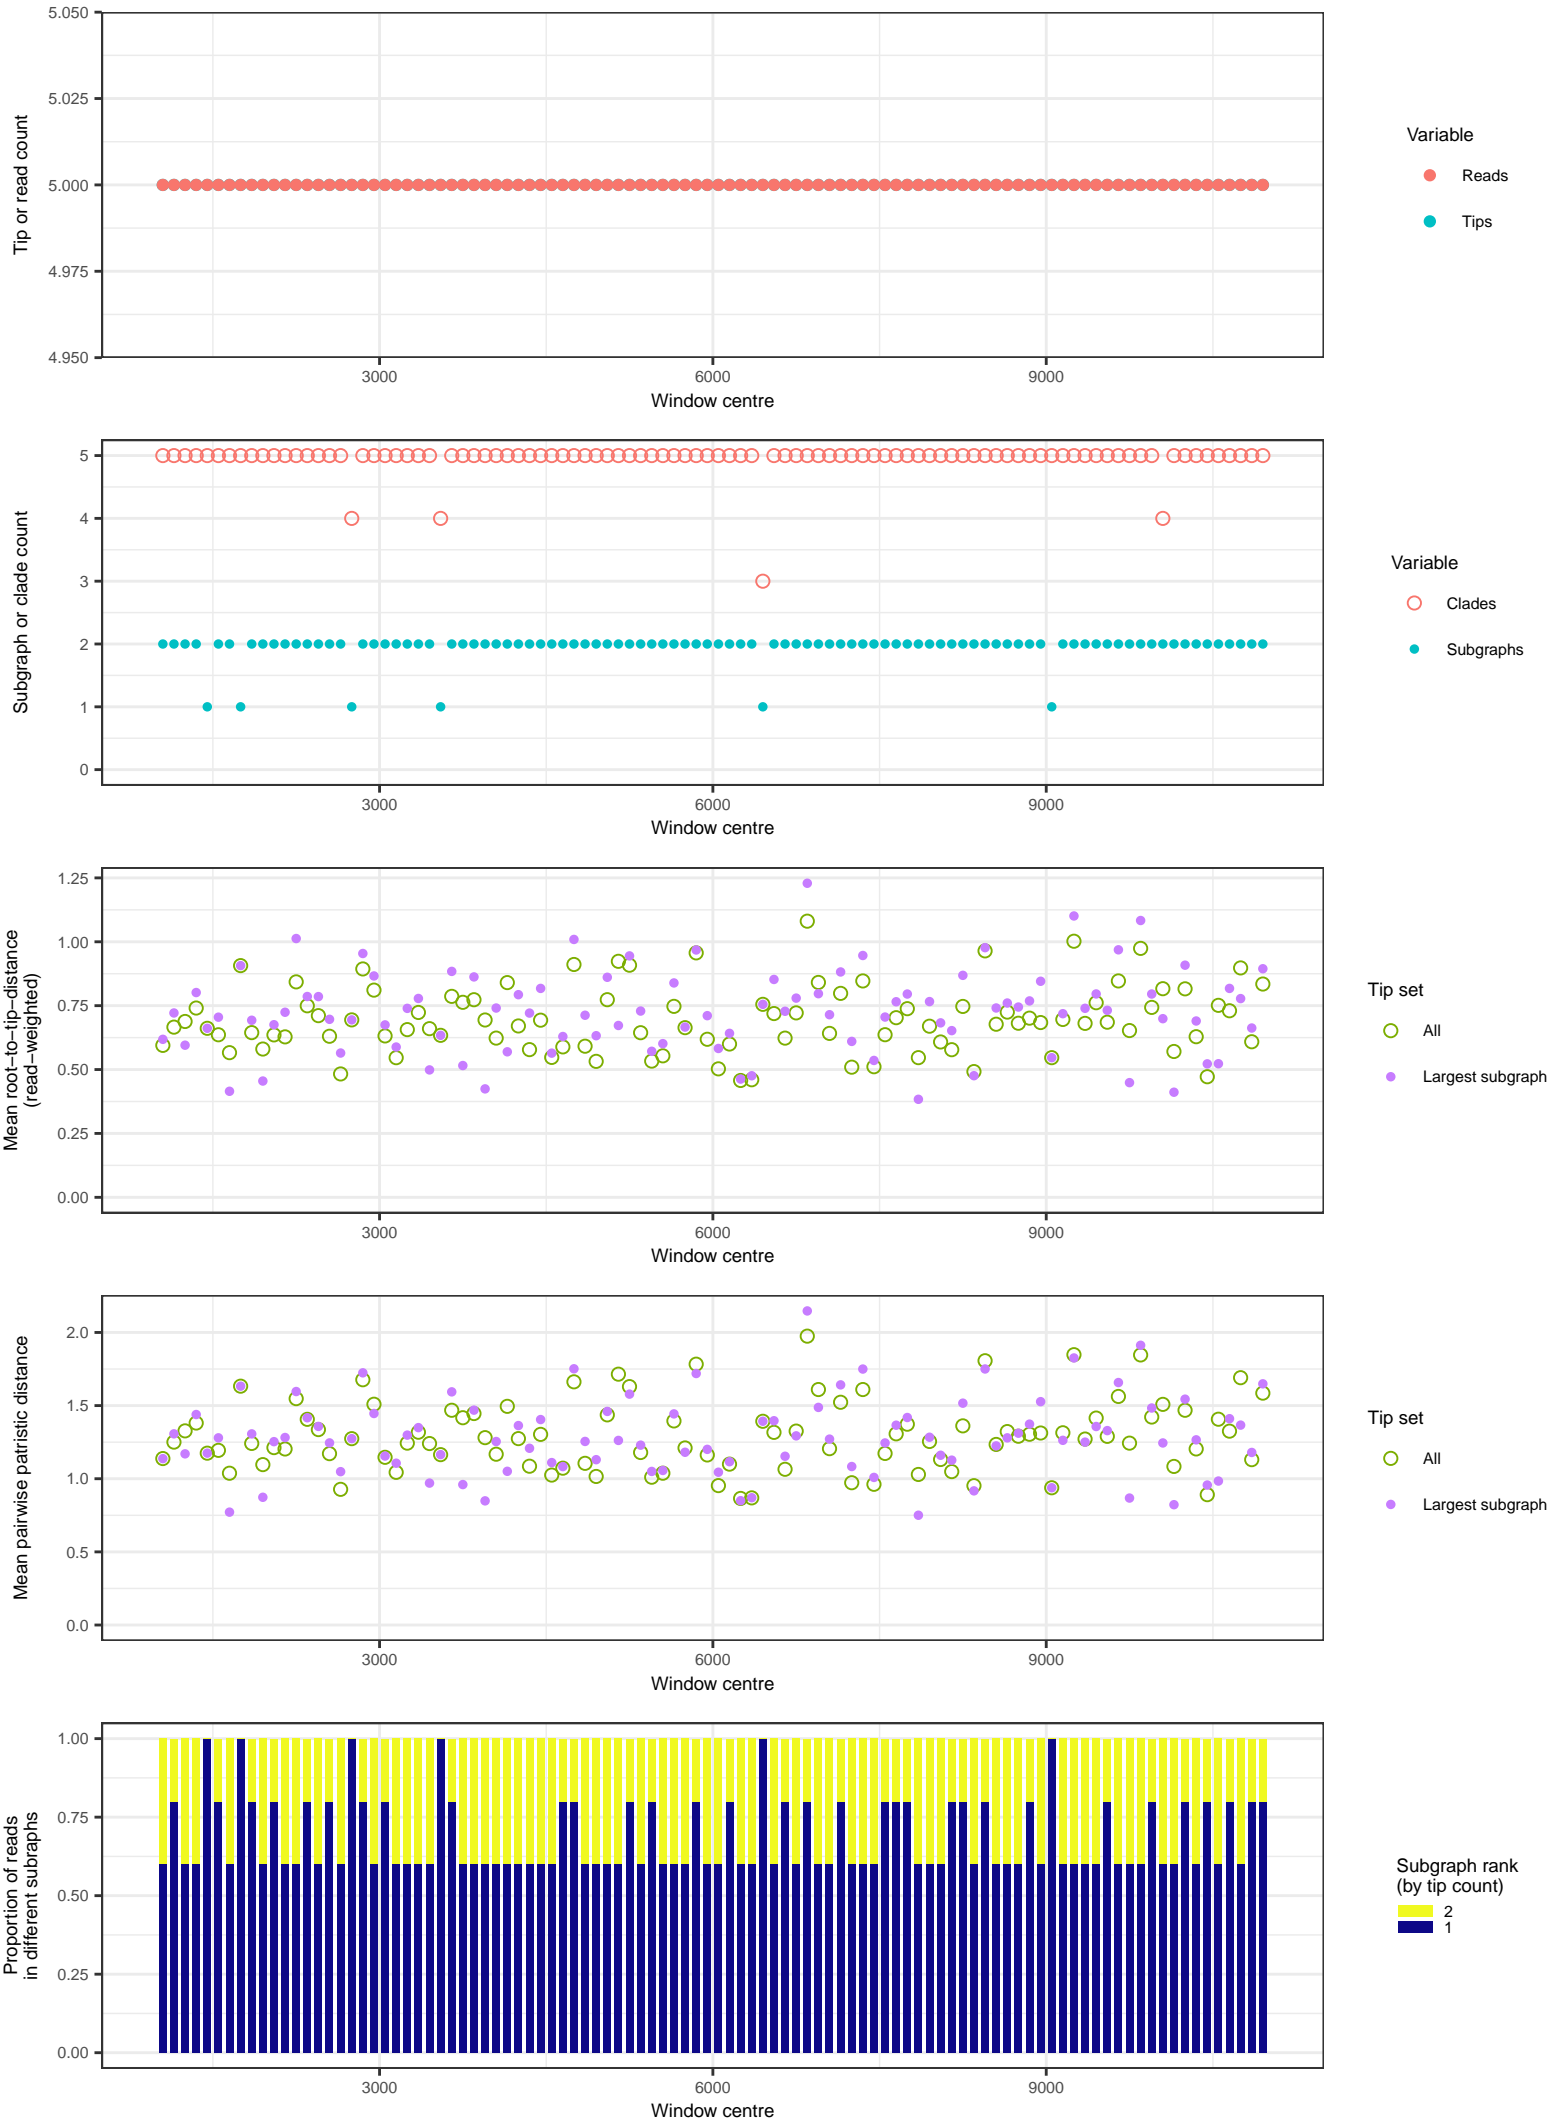 5.050
5.025
5.000
4.975
4.950
Tip or read count
3000
6000
9000
Window centre
Variable
Reads
Tips
5
4
3
2
1
0
Subgraph or clade count
3000
6000
9000
Window centre
Variable
Clades
Subgraphs
1.25
1.00
0.75
0.50
0.25
0.00
Mean root−to−tip−distance
(read−weighted)
3000
6000
9000
Window centre
Tip set
All
Largest subgraph
2.0
1.5
1.0
0.5
0.0
Mean pairwise patristic distance
3000
6000
9000
Window centre
Tip set
All
Largest subgraph
1.00
0.75
0.50
0.25
0.00
Proportion of reads
in different subgraphs
3000
6000
9000
Window centre
Subgraph rank
(by tip count)
2
1